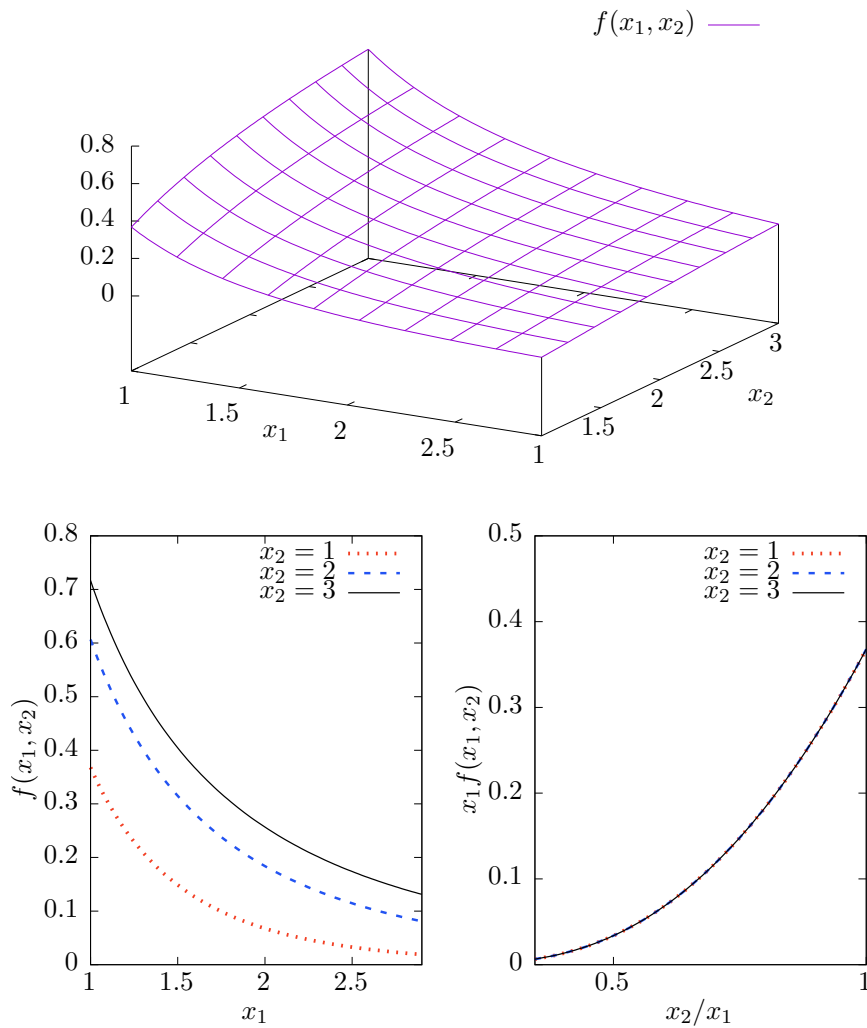 f(x₁, x₂)
0.8
0.6
0.4
0.2
0
1
1.5
2
2.5
x₁
1
1.5
2
2.5
3
x₂
0.8
0.7
0.6
0.5
0.4
0.3
0.2
0.1
0
f(x₁, x₂)
x₂ = 1
x₂ = 2
x₂ = 3
1 1.5 2 2.5
x₁
0.5
0.4
0.3
0.2
0.1
0
x₁f(x₁, x₂)
x₂ = 1
x₂ = 2
x₂ = 3
0.5 1
x₂/x₁